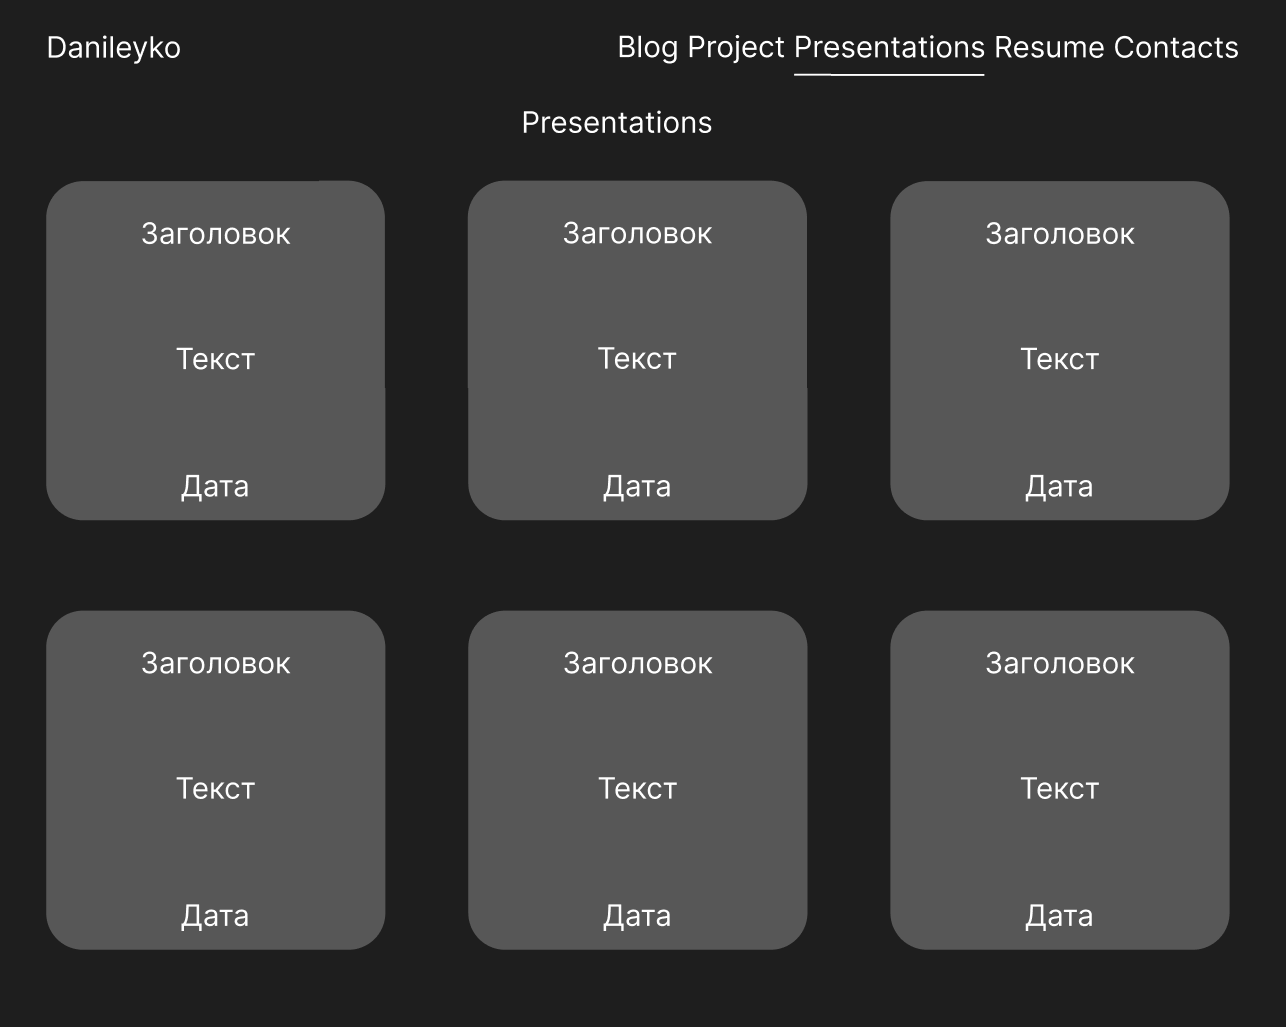 Danileyko
Blog Project Presentations Resume Contacts
Presentations
Заголовок
Текст
Дата
Заголовок
Текст
Дата
Заголовок
Текст
Дата
Заголовок
Текст
Дата
Заголовок
Текст
Дата
Заголовок
Текст
Дата